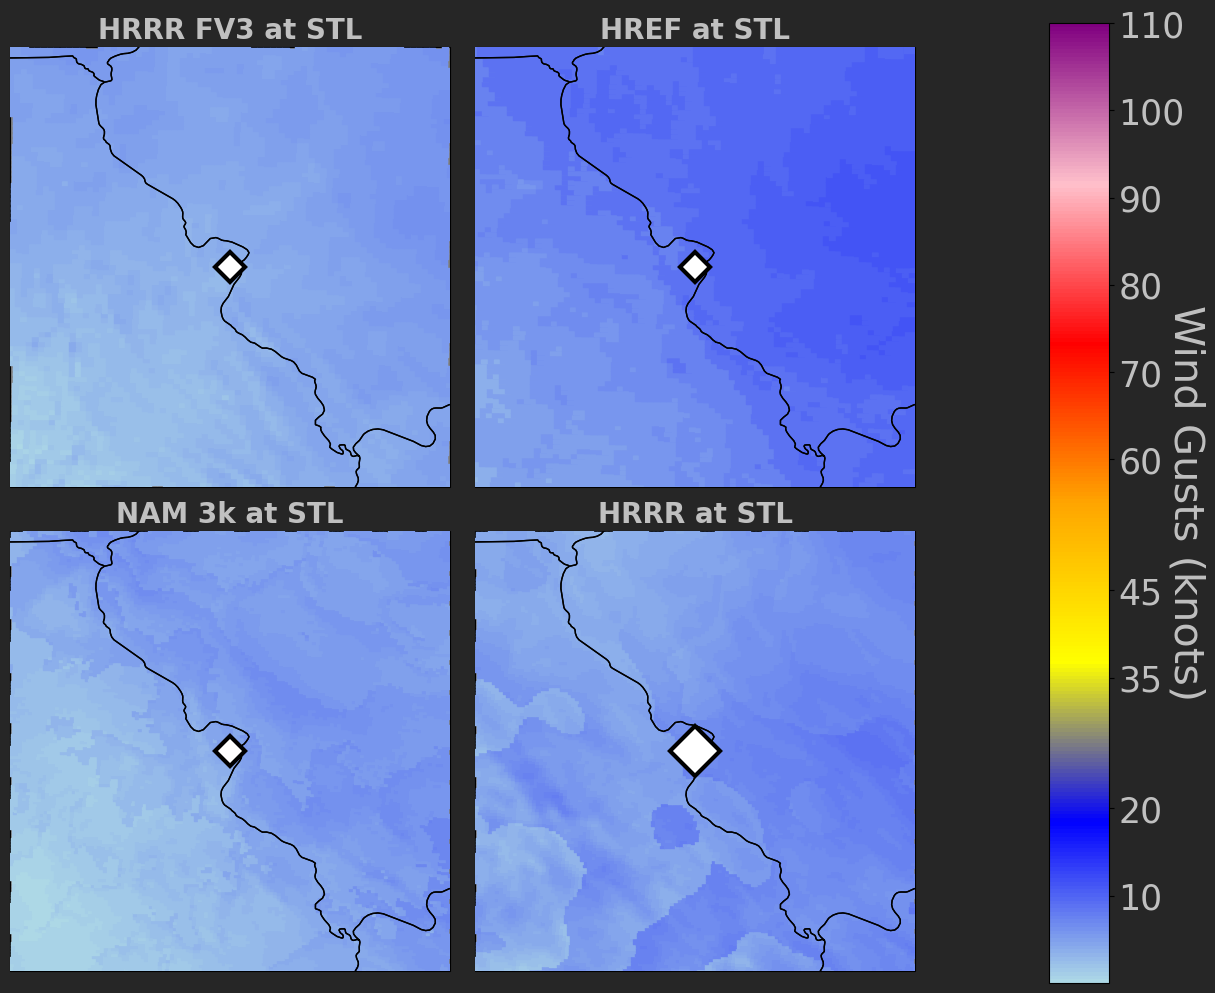 HRRR FV3 at STL
HREF at STL
NAM 3k at STL
HRRR at STL
110
100
90
80
70
60
45
35
20
10
Wind Gusts (knots)